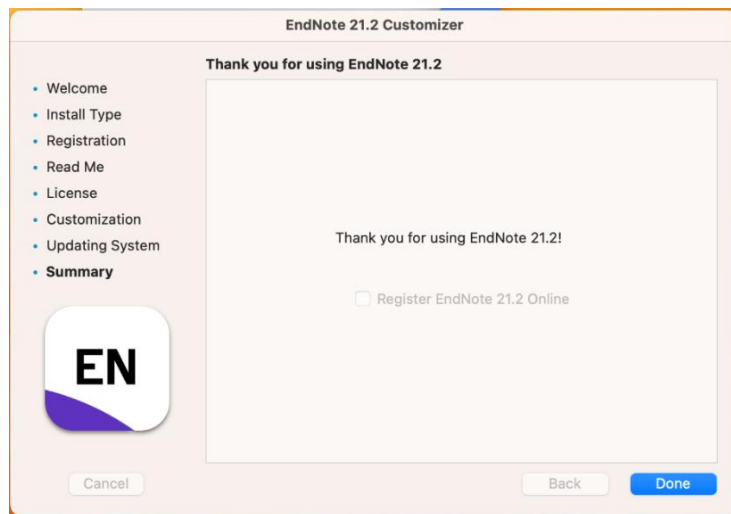 EndNote 21.2 Customizer
Thank you for using EndNote 21.2
Welcome
Install Type
Registration
Read Me
License
Customization
Updating System
Summary
EN
Thank you for using EndNote 21.2!
Register EndNote 21.2 Online
Cancel
Back
Done